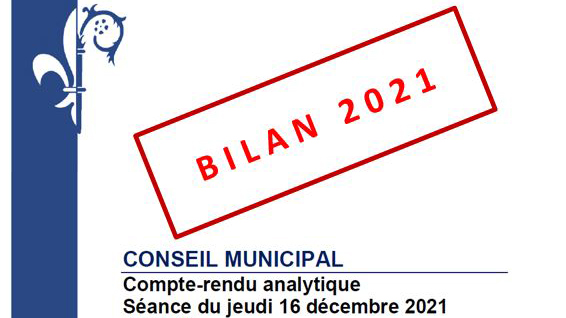 BILAN 2021
CONSEIL MUNICIPAL
Compte-rendu analytique
Séance du jeudi 16 décembre 2021